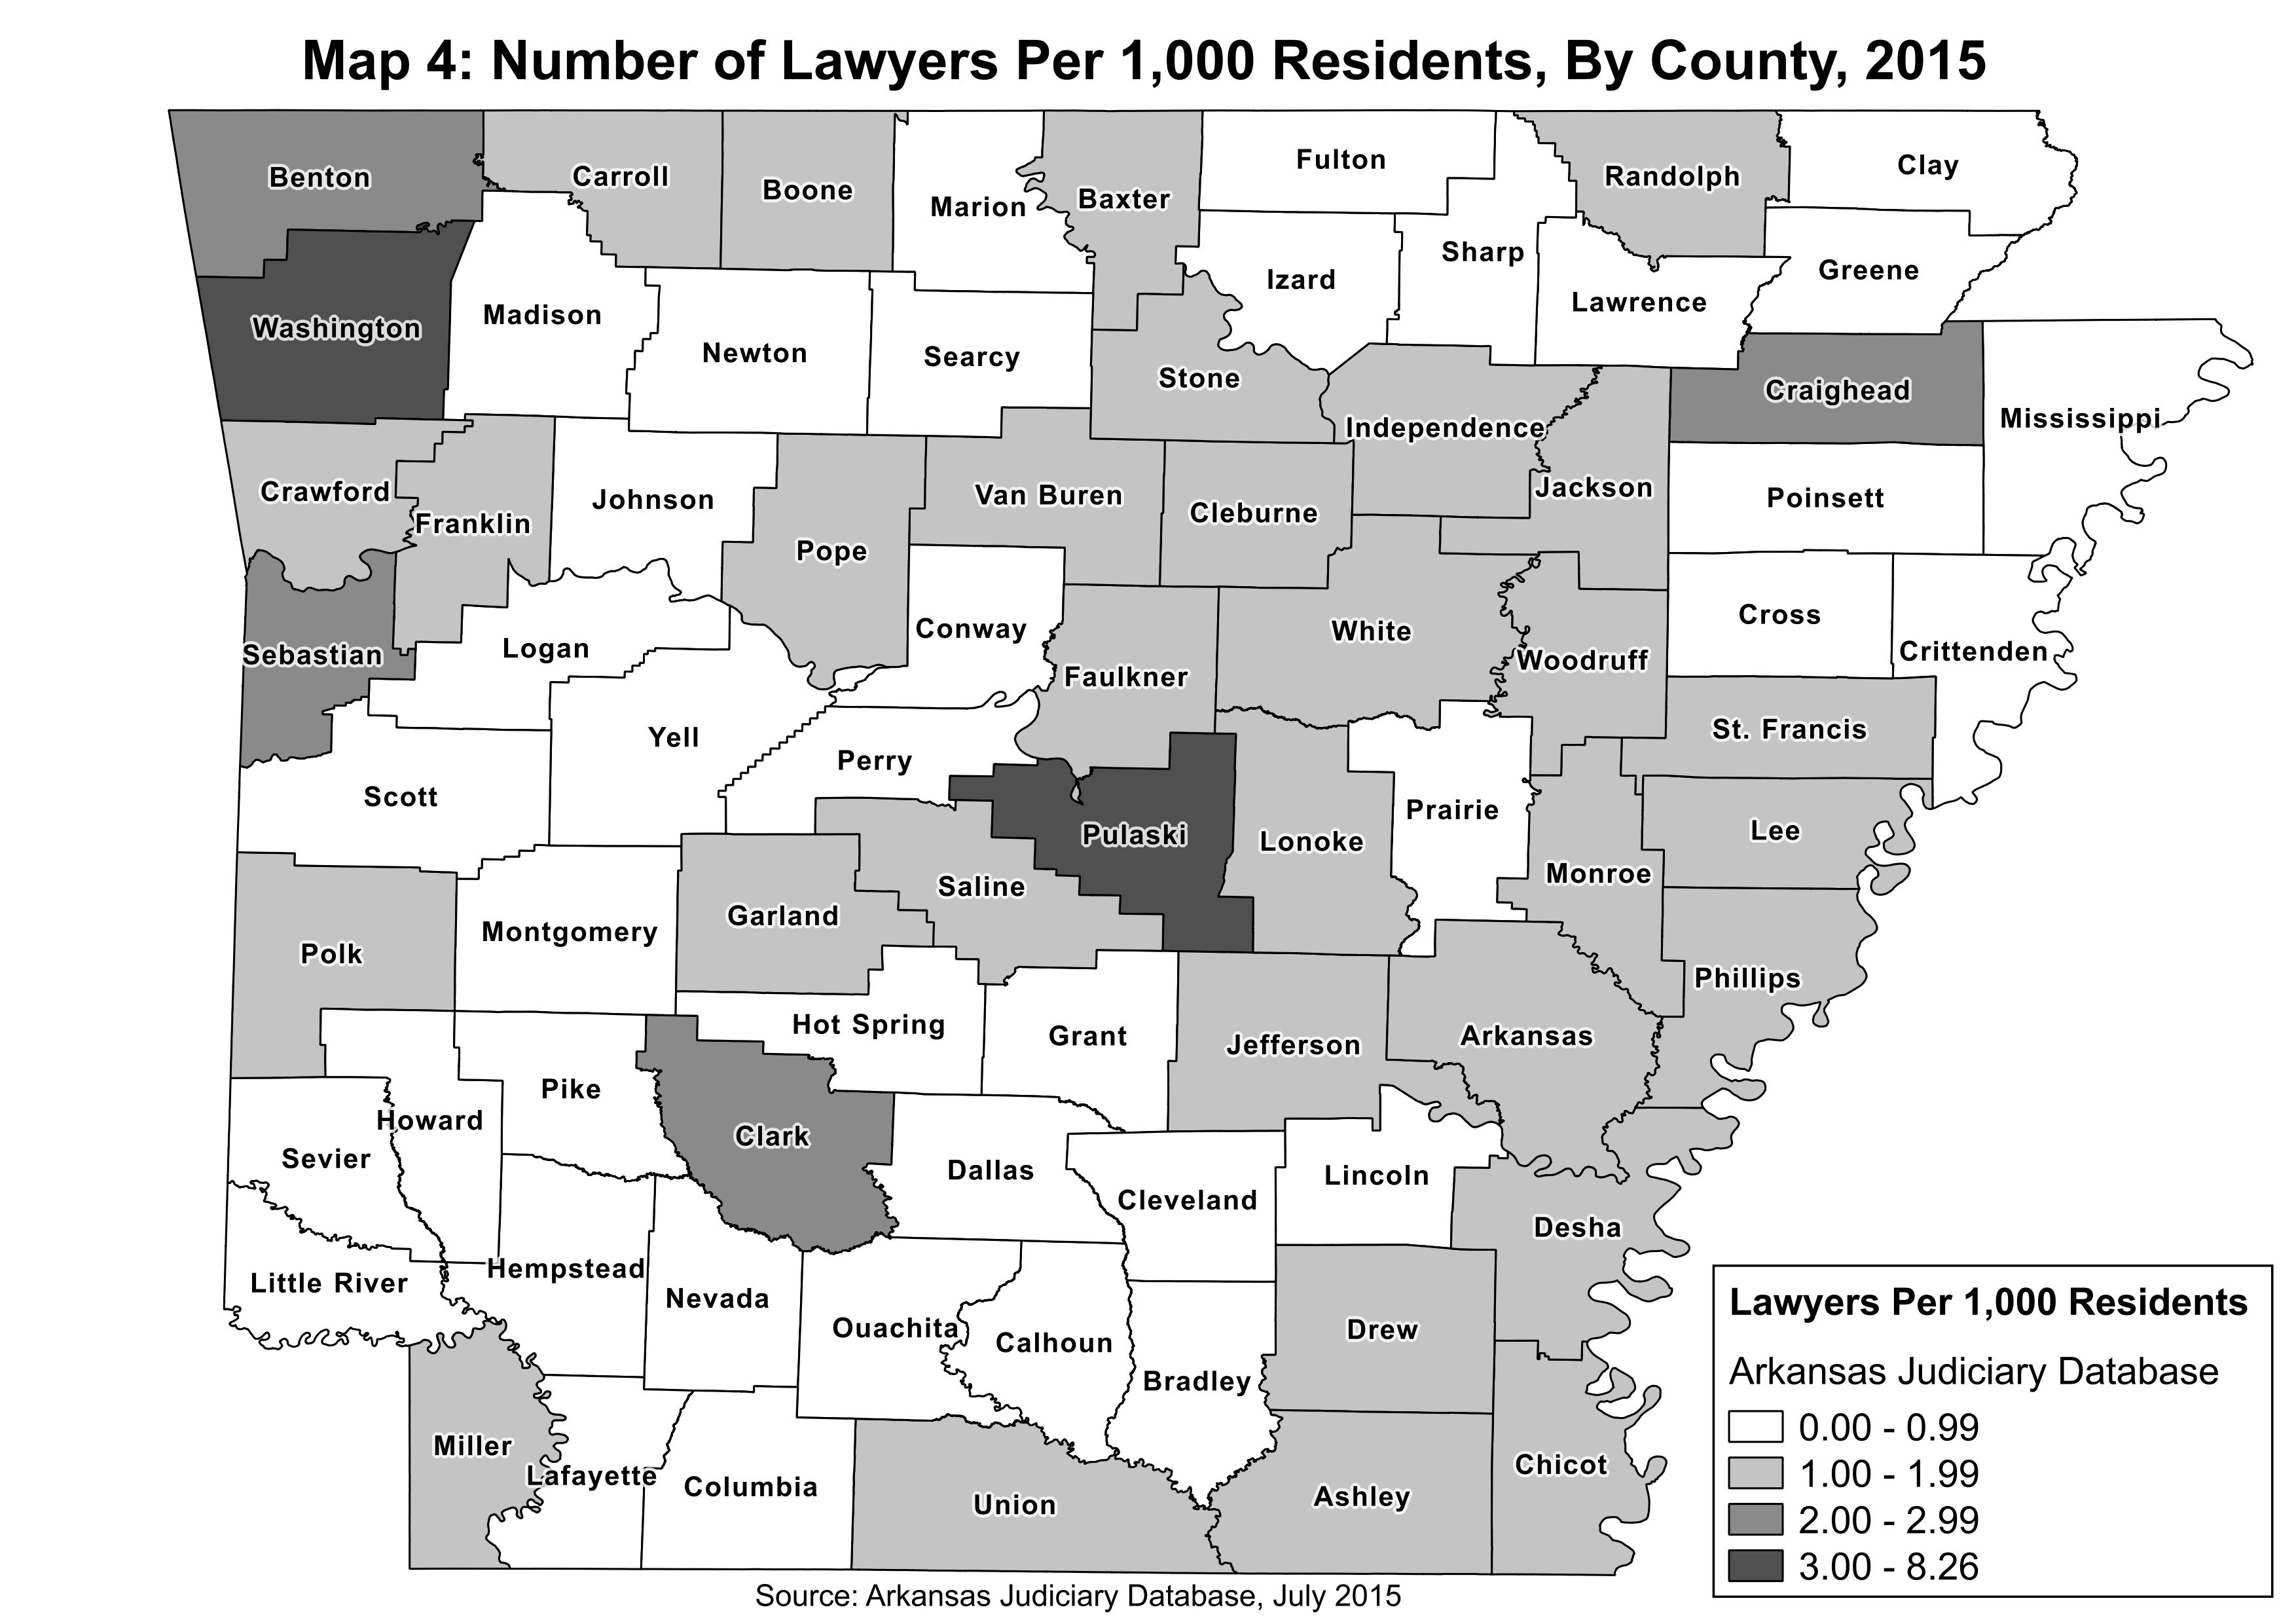 Map 4: Number of Lawyers Per 1,000 Residents, By County, 2015
Benton
Carroll
Boone
Marion
Baxter
Fulton
Randolph
Clay
Sharp
Izard
Greene
Lawrence
Washington
Madison
Newton
Searcy
Stone
Independence
Craighead
Mississippi
Crawford
Franklin
Johnson
Pope
Van Buren
Cleburne
Jackson
Poinsett
Sebastian
Logan
Conway
Faulkner
White
Woodruff
Cross
Crittenden
Scott
Yell
Perry
Pulaski
Lonoke
Prairie
St. Francis
Lee
Monroe
Polk
Montgomery
Garland
Saline
Phillips
Hot Spring
Grant
Jefferson
Arkansas
Sevier
Howard
Pike
Clark
Dallas
Cleveland
Lincoln
Desha
Little River
Hempstead
Nevada
Ouachita
Calhoun
Bradley
Drew
Miller
Lafayette
Columbia
Union
Ashley
Chicot
Lawyers Per 1,000 Residents
Arkansas Judiciary Database
0.00 - 0.99
1.00 - 1.99
2.00 - 2.99
3.00 - 8.26
Source: Arkansas Judiciary Database, July 2015